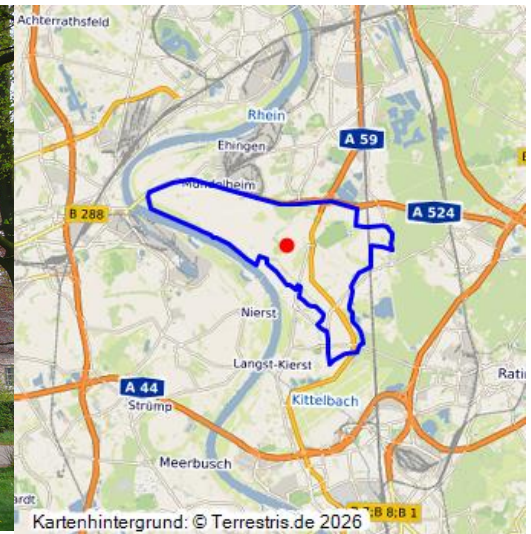 Achterrathsfeld
Rhein
Ehingen
A 59
Mündelheim
B 288
A 524
Nierst
Langst-Kierst
A 44
Strümp
Kittelbach
Meerbusch
B 8;B 1
Kartenhintergrund: © Terrestris.de 2026